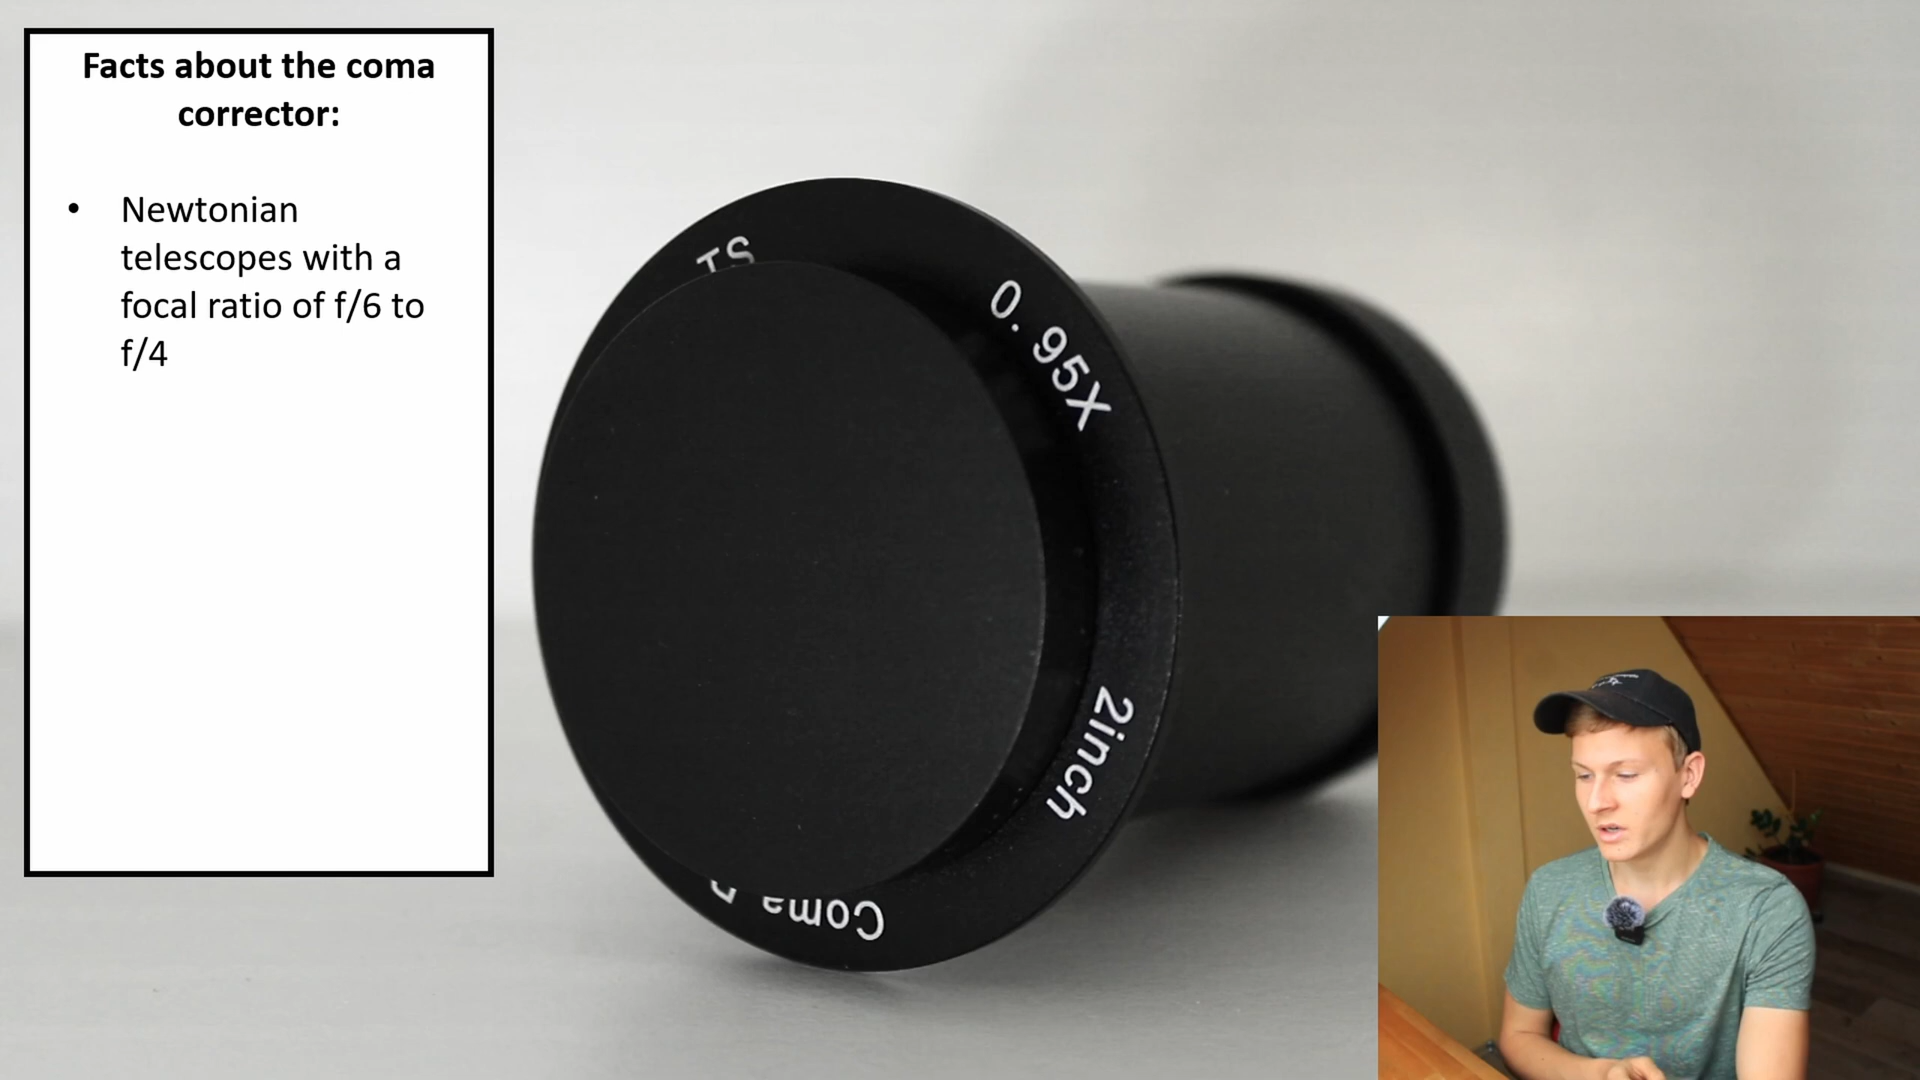 Facts about the coma
corrector:
• Newtonian
telescopes with a
focal ratio of f/6 to
f/4
TS
0.95X
2inch
Coma